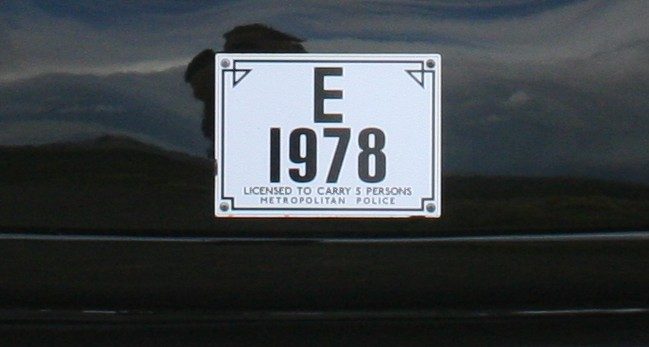 E
1978
LICENSED TO CARRY 5 PERSONS
METROPOLITAN POLICE